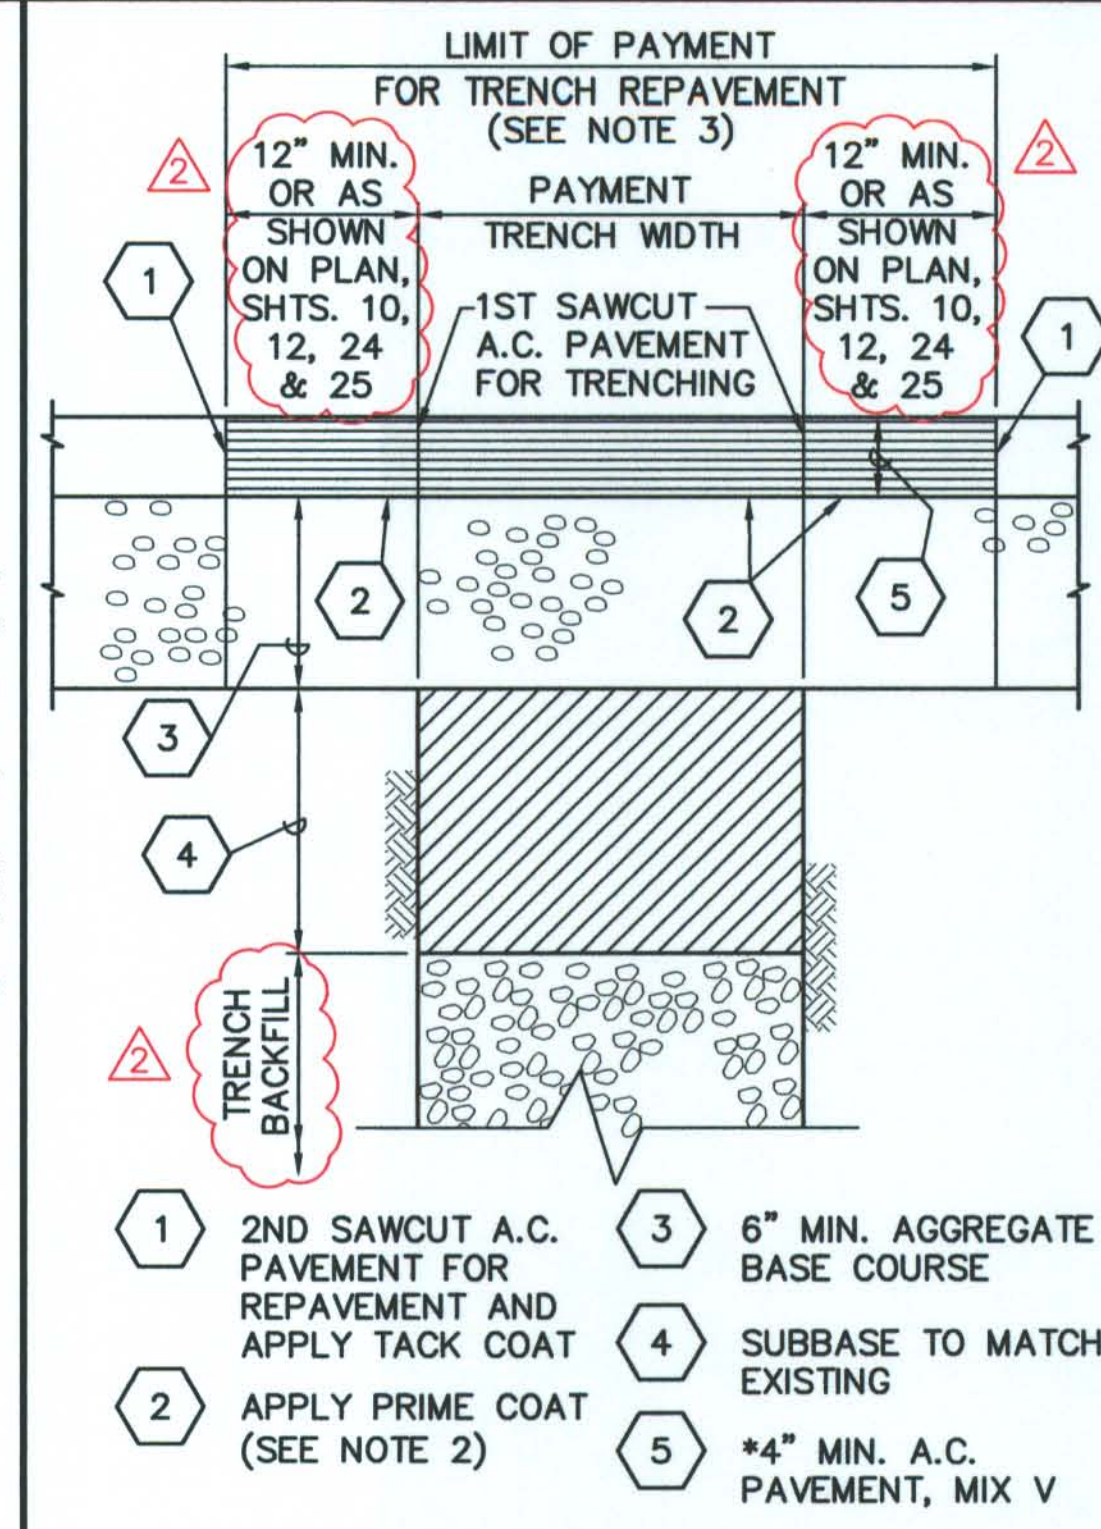 LIMIT OF PAYMENT
FOR TRENCH REPAVEMENT
(SEE NOTE 3)
2
12" MIN.
OR AS
SHOWN
ON PLAN,
SHTS. 10,
12, 24
& 25
PAYMENT
TRENCH WIDTH
12" MIN.
OR AS
SHOWN
ON PLAN,
SHTS. 10,
12, 24
& 25
2
1
1ST SAWCUT
A.C. PAVEMENT
FOR TRENCHING
1
2
2
5
3
4
TRENCH
BACKFILL
2
1 2ND SAWCUT A.C.
PAVEMENT FOR
REPAVEMENT AND
APPLY TACK COAT
2 APPLY PRIME COAT
(SEE NOTE 2)
3 6" MIN. AGGREGATE
BASE COURSE
4 SUBBASE TO MATCH
EXISTING
5 *4" MIN. A.C.
PAVEMENT, MIX V